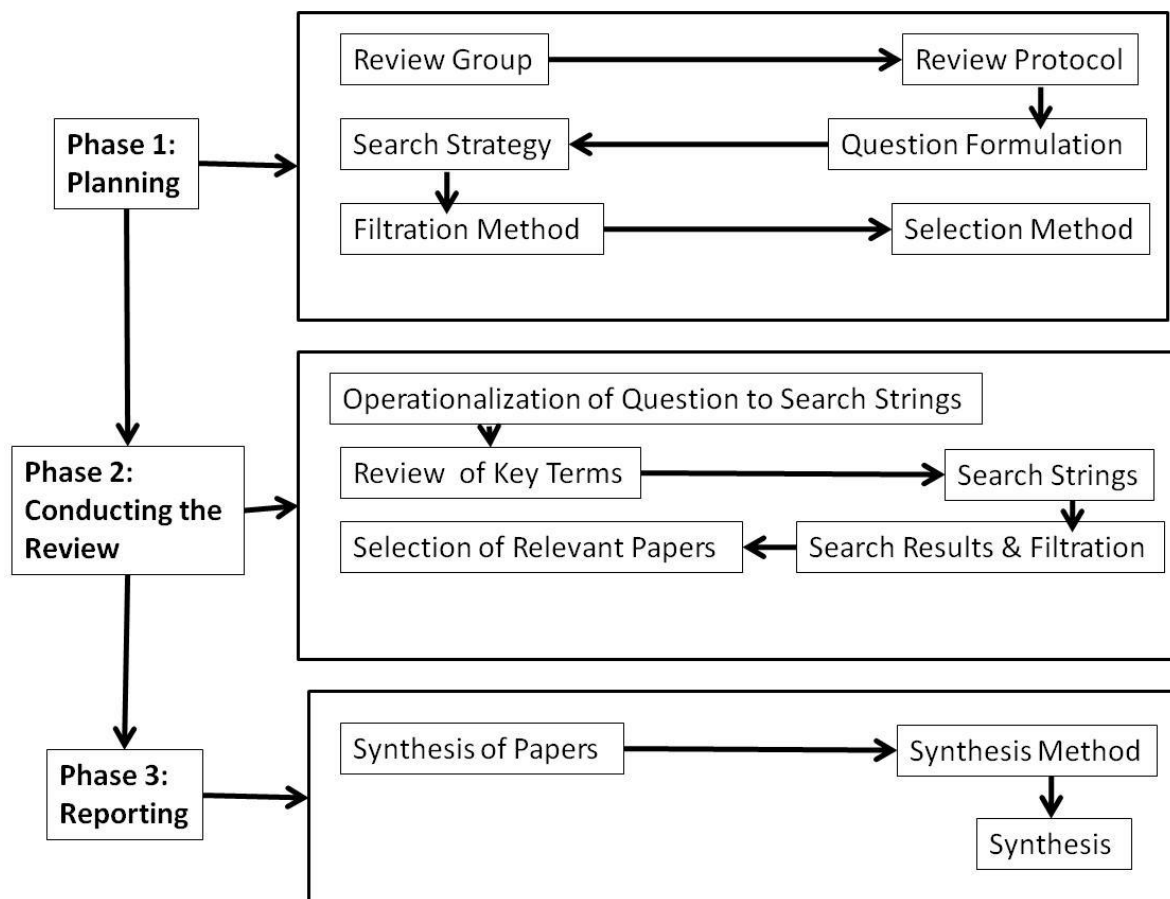 Phase 1:
Planning
Review Group
Review Protocol
Search Strategy
Question Formulation
Filtration Method
Selection Method
Phase 2:
Conducting the
Review
Operationalization of Question to Search Strings
Review  of Key Terms
Search Strings
Selection of Relevant Papers
Search Results & Filtration
Phase 3:
Reporting
Synthesis of Papers
Synthesis Method
Synthesis